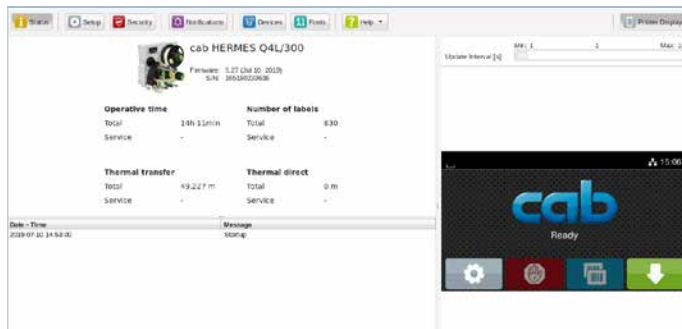 Status Setup Security Notifications Devices Fonts Help Printer Display
cab HERMES Q4L/300
Firmware: 5.27 (Jul 10, 2019)
S/N:
Update Interval [s]
Min: 1 1 Max:
Operative time Number of labels
Total 14h 11min Total 830
Service - Service -
Thermal transfer Thermal direct
Total 49.227 m Total 0 m
Service - Service -
Date - Time Message
2019-07-10 14:53:00 Startup
15:06
cab
Ready